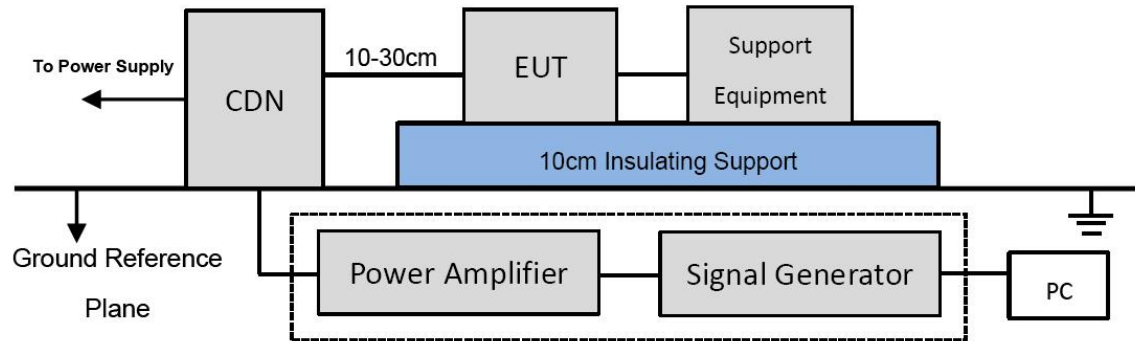 To Power Supply
CDN
10-30cm
EUT
Support
Equipment
10cm Insulating Support
Ground Reference
Plane
Power Amplifier
Signal Generator
PC